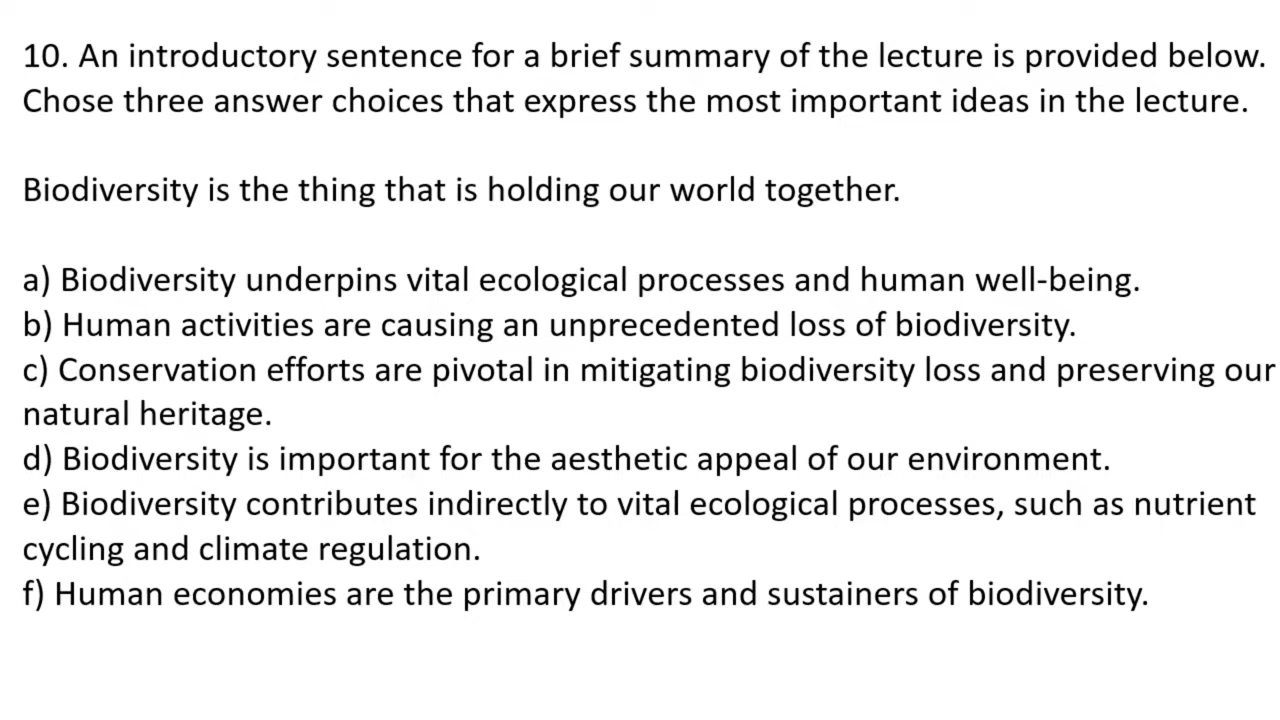 10. An introductory sentence for a brief summary of the lecture is provided below.
Chose three answer choices that express the most important ideas in the lecture.
Biodiversity is the thing that is holding our world together.
a) Biodiversity underpins vital ecological processes and human well-being.
b) Human activities are causing an unprecedented loss of biodiversity.
c) Conservation efforts are pivotal in mitigating biodiversity loss and preserving our
natural heritage.
d) Biodiversity is important for the aesthetic appeal of our environment.
e) Biodiversity contributes indirectly to vital ecological processes, such as nutrient
cycling and climate regulation.
f) Human economies are the primary drivers and sustainers of biodiversity.